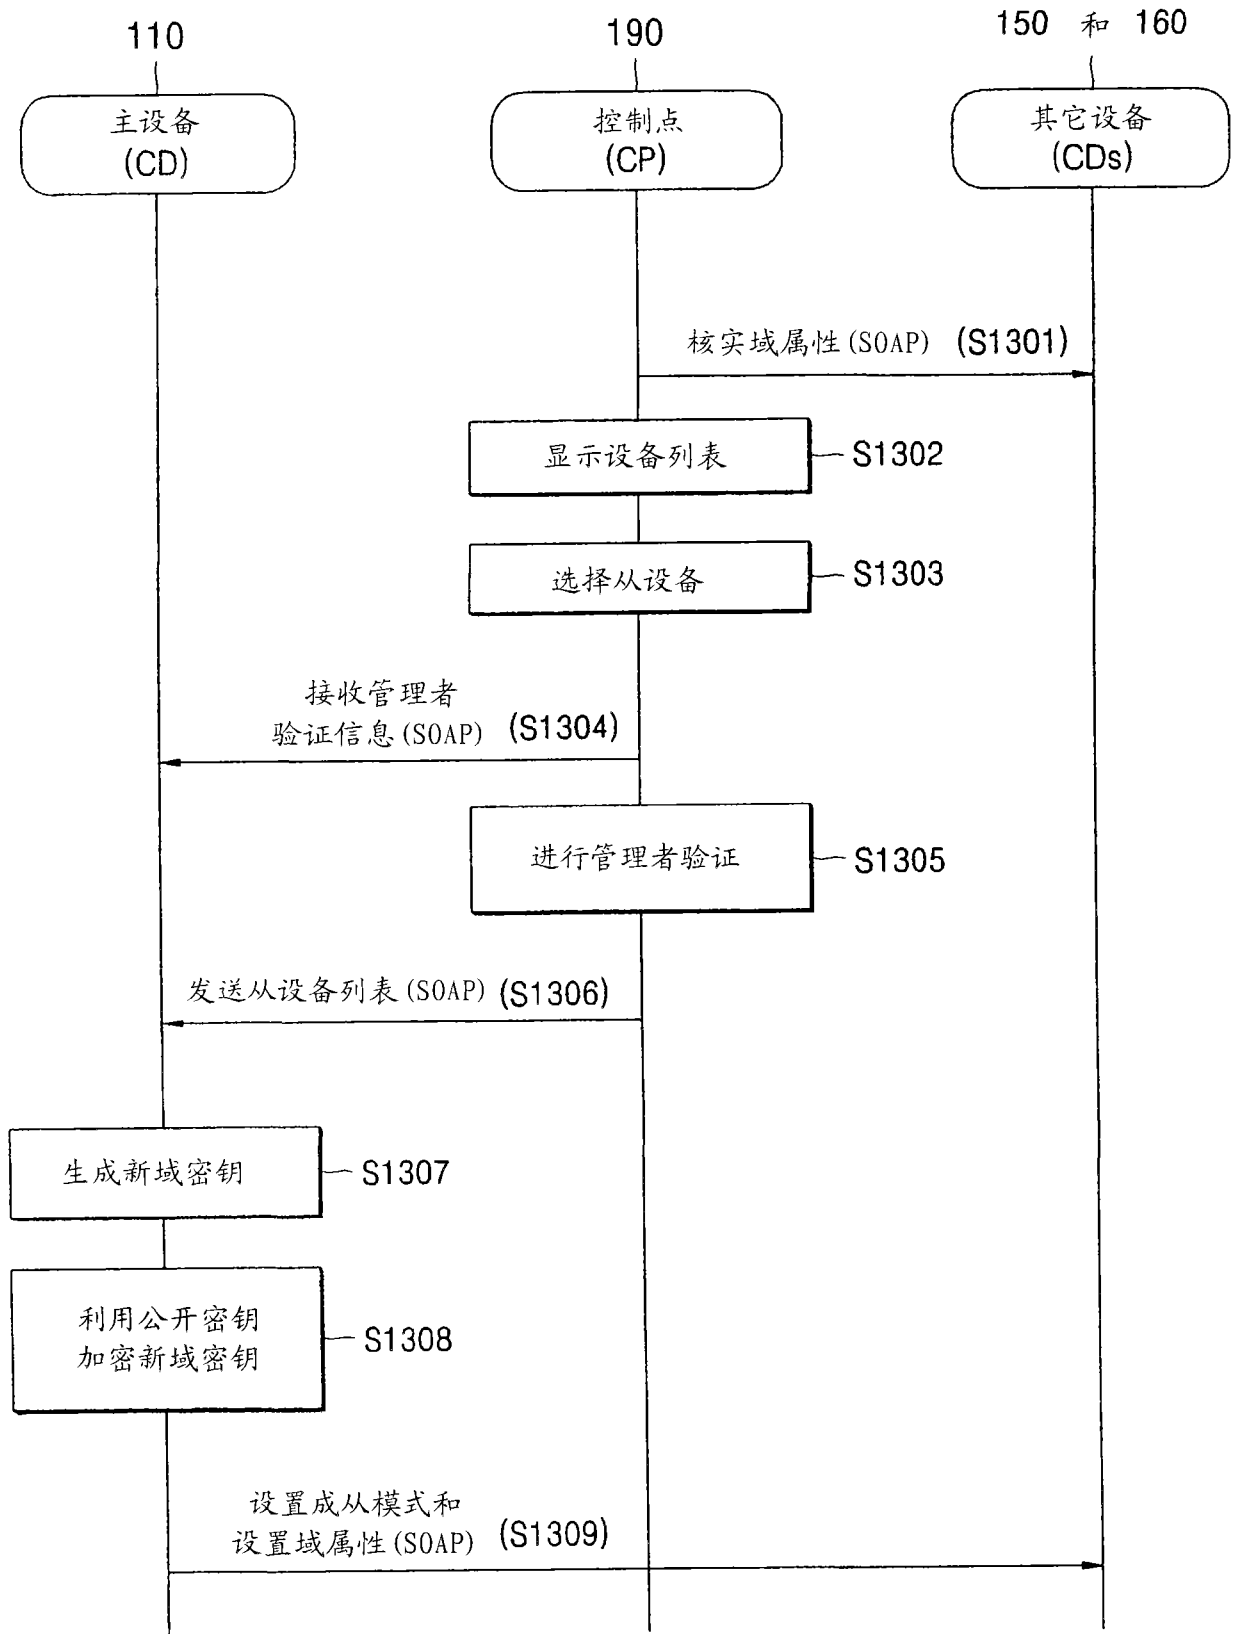 110
190
150 和 160
主设备
(CD)
控制点
(CP)
其它设备
(CDs)
核实域属性(SOAP) (S1301)
显示设备列表
S1302
选择从设备
S1303
接收管理者
验证信息(SOAP) (S1304)
进行管理者验证
S1305
发送从设备列表(SOAP) (S1306)
生成新域密钥
S1307
利用公开密钥
加密新域密钥
S1308
设置成从模式和
设置域属性(SOAP) (S1309)